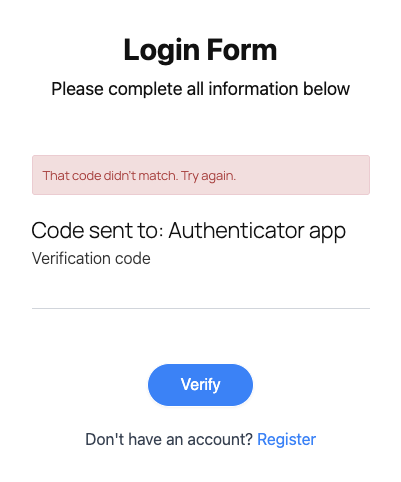 Login Form
Please complete all information below
That code didn't match. Try again.
Code sent to: Authenticator app
Verification code
Verify
Don't have an account? Register